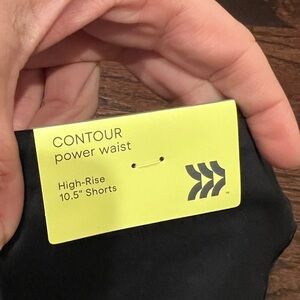 CONTOUR
power waist
High-Rise
10.5" Shorts